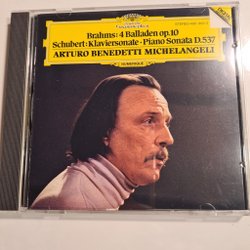 Brahms: 4 Balladen op.10
Schubert: Klaviersonate · Piano Sonata D.537
ARTURO BENEDETTI MICHELANGELI